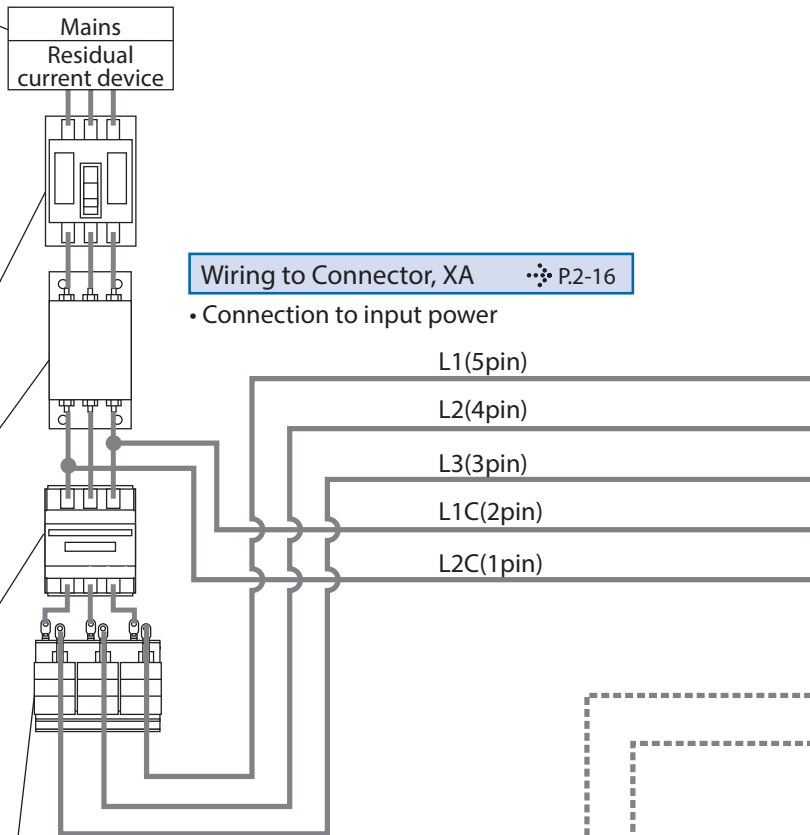 Mains
Residual
current device
Wiring to Connector, XA P.2-16
• Connection to input power
L1(5pin)
L2(4pin)
L3(3pin)
L1C(2pin)
L2C(1pin)